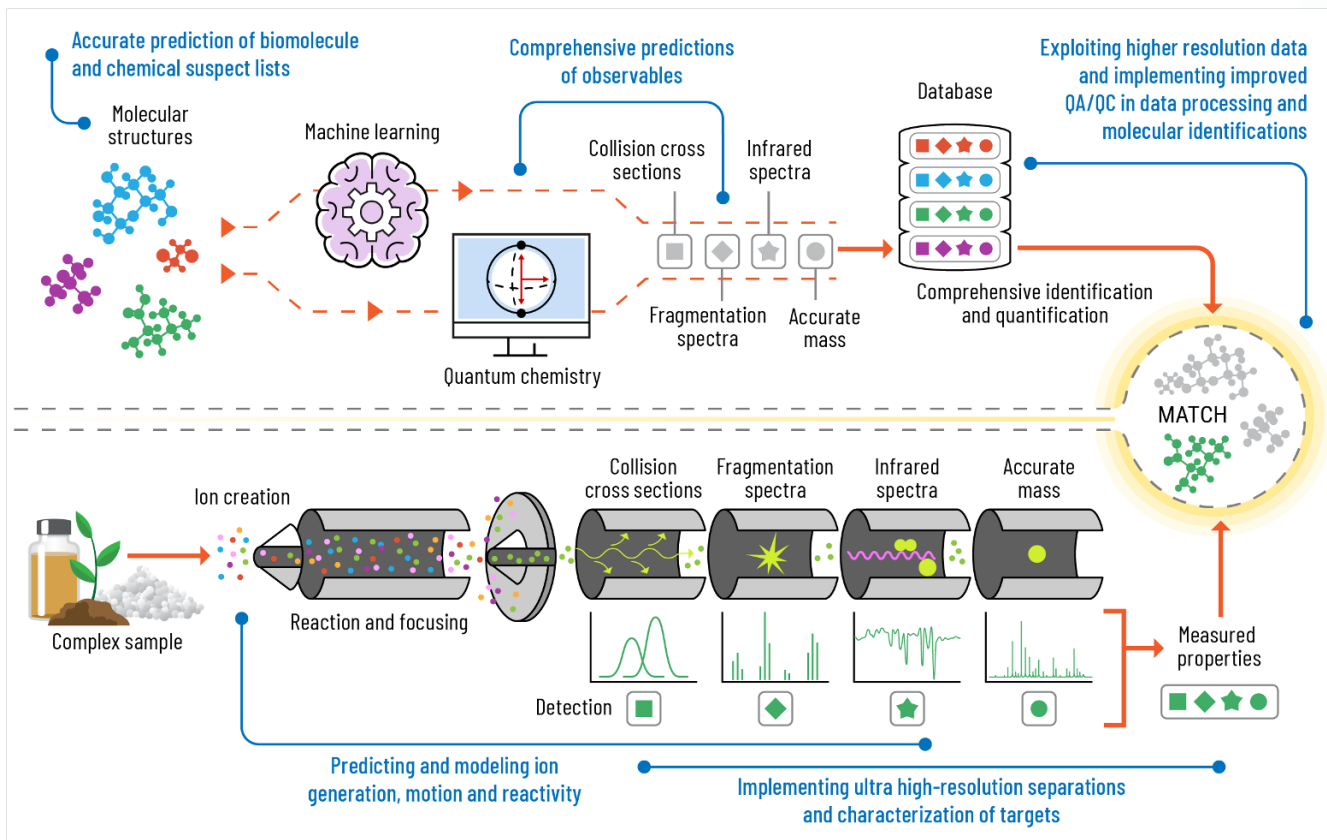 Accurate prediction of biomolecule
and chemical suspect lists
Comprehensive predictions
of observables
Exploiting higher resolution data
and implementing improved
QA/QC in data processing and
molecular identifications
Molecular
structures
Machine learning
Collision cross
sections
Infrared
spectra
Database
Fragmentation
spectra
Accurate
mass
Quantum chemistry
Comprehensive identification
and quantification
MATCH
Ion creation
Collision
cross sections
Fragmentation
spectra
Infrared
spectra
Accurate
mass
Complex sample
Reaction and focusing
Detection
Measured
properties
Predicting and modeling ion
generation, motion and reactivity
Implementing ultra high-resolution separations
and characterization of targets